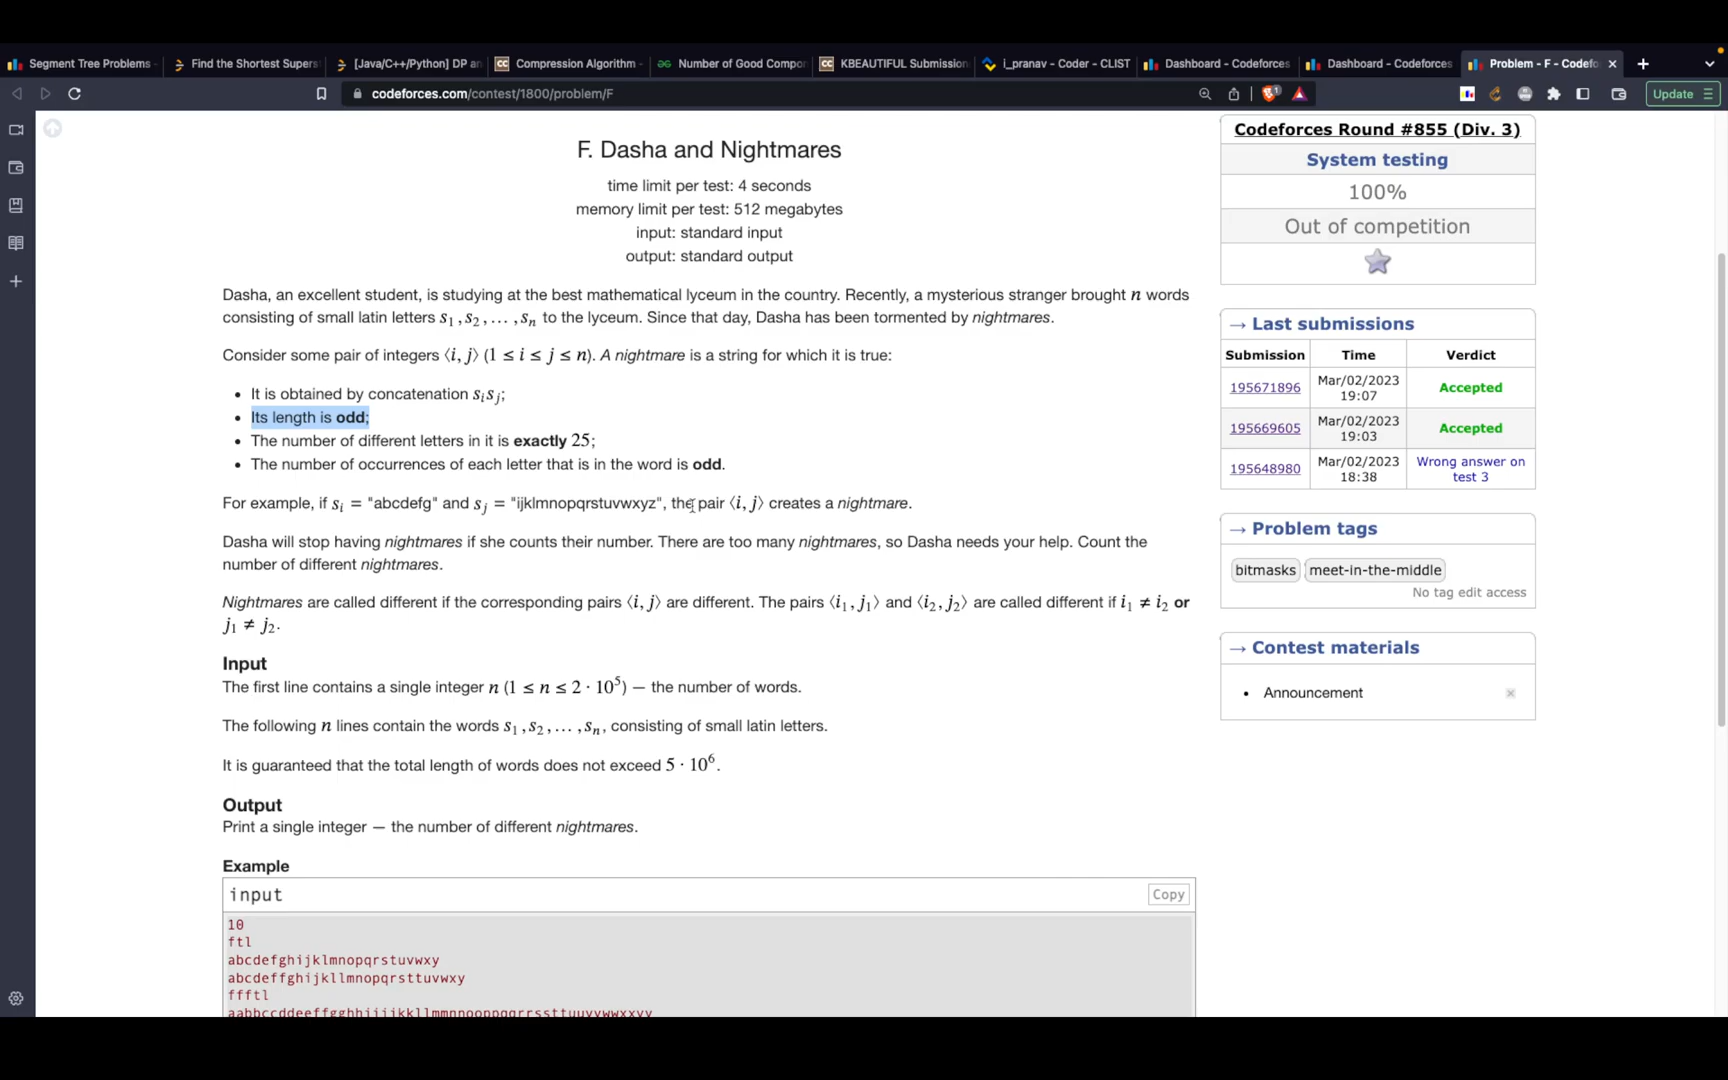 Segment Tree Problems
Find the Shortest Supers
[Java/C++/Python] DP an
Compression Algorithm
Number of Good Compor
KBEAUTIFUL Submission
i_pranav - Coder - CLIST
Dashboard - Codeforces
Dashboard - Codeforces
Problem - F - Codefo
codeforces.com/contest/1800/problem/F
Update
F. Dasha and Nightmares
time limit per test: 4 seconds
memory limit per test: 512 megabytes
input: standard input
output: standard output
Dasha, an excellent student, is studying at the best mathematical lyceum in the country. Recently, a mysterious stranger brought n words
consisting of small latin letters s₁, s₂, … , sₙ to the lyceum. Since that day, Dasha has been tormented by nightmares.
Consider some pair of integers ⟨i, j⟩ (1 ≤ i ≤ j ≤ n). A nightmare is a string for which it is true:
• It is obtained by concatenation sᵢsⱼ;
• Its length is odd;
• The number of different letters in it is exactly 25;
• The number of occurrences of each letter that is in the word is odd.
For example, if sᵢ = "abcdefg" and sⱼ = "ijklmnopqrstuvwxyz", the pair ⟨i, j⟩ creates a nightmare.
Dasha will stop having nightmares if she counts their number. There are too many nightmares, so Dasha needs your help. Count the
number of different nightmares.
Nightmares are called different if the corresponding pairs ⟨i, j⟩ are different. The pairs ⟨i₁, j₁⟩ and ⟨i₂, j₂⟩ are called different if i₁ ≠ i₂ or
j₁ ≠ j₂.
Input
The first line contains a single integer n (1 ≤ n ≤ 2 · 10⁵) — the number of words.
The following n lines contain the words s₁, s₂, … , sₙ, consisting of small latin letters.
It is guaranteed that the total length of words does not exceed 5 · 10⁶.
Output
Print a single integer — the number of different nightmares.
Example
input
Copy
10
ftl
abcdefghijklmnopqrstuvwxy
abcdeffghijkllmnopqrsttuvwxy
ffftl
aabbccddeeffgghhiijjkkllmmnnooppqqrrssttuuvvwwxxyy
Codeforces Round #855 (Div. 3)
System testing
100%
Out of competition
→ Last submissions
Submission Time Verdict
195671896 Mar/02/2023 19:07 Accepted
195669605 Mar/02/2023 19:03 Accepted
195648980 Mar/02/2023 18:38 Wrong answer on test 3
→ Problem tags
bitmasks meet-in-the-middle
No tag edit access
→ Contest materials
• Announcement